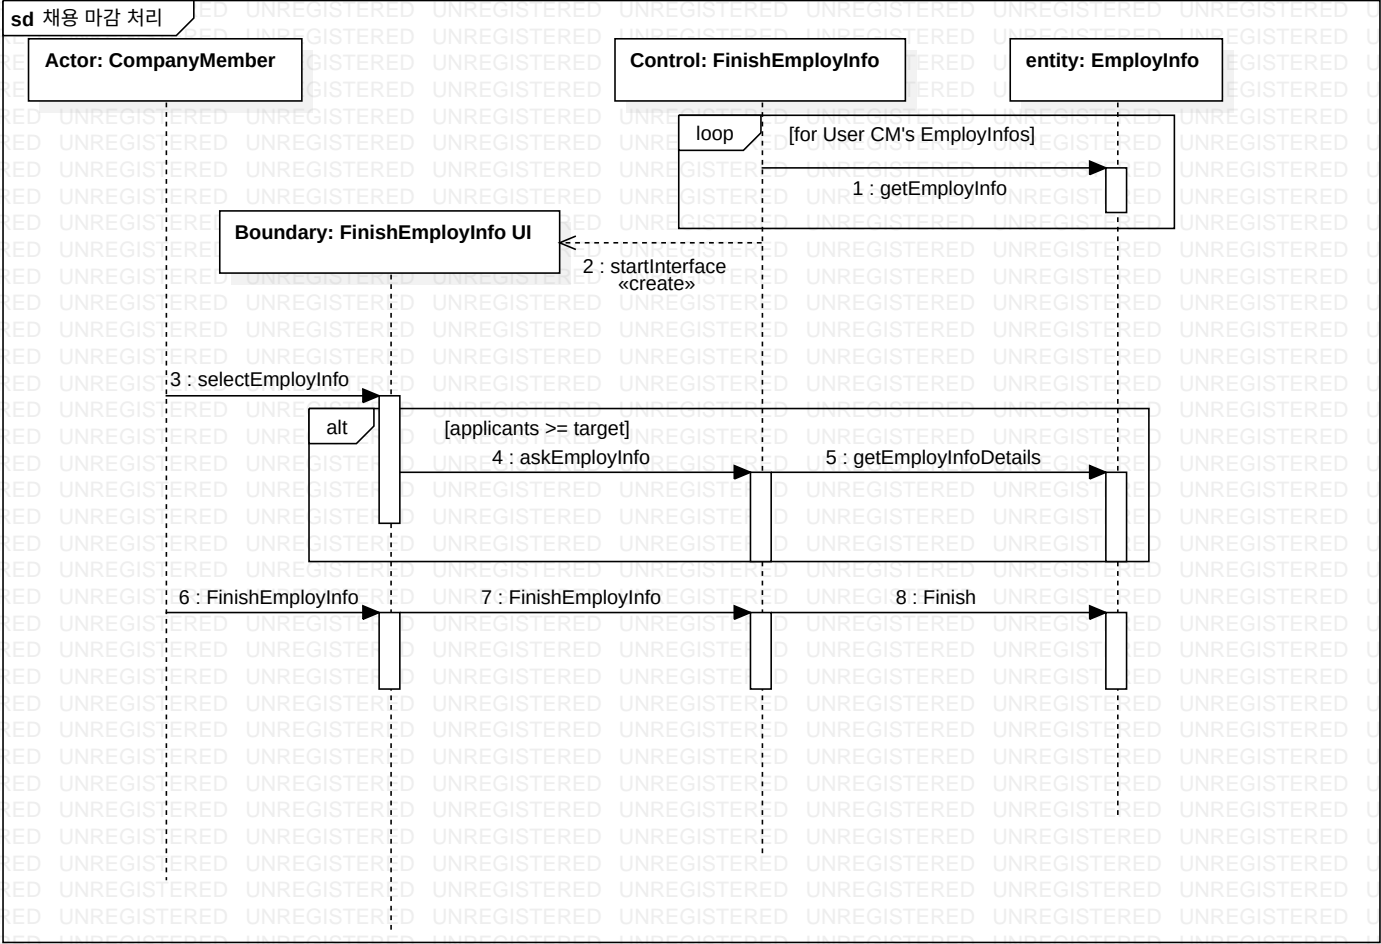 sd 채용 마감 처리
Actor: CompanyMember
Control: FinishEmployInfo
entity: EmployInfo
loop
[for User CM's EmployInfos]
1 : getEmployInfo
Boundary: FinishEmployInfo UI
2 : startInterface
«create»
3 : selectEmployInfo
alt
[applicants >= target]
4 : askEmployInfo
5 : getEmployInfoDetails
6 : FinishEmployInfo
7 : FinishEmployInfo
8 : Finish
UNREGISTERED